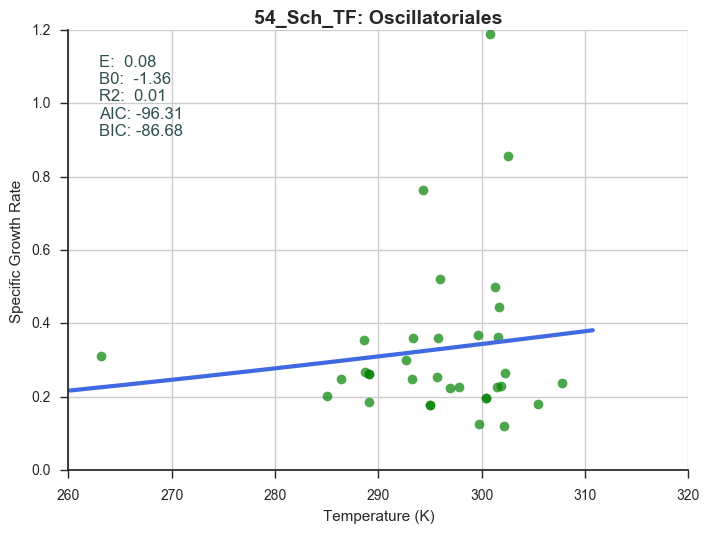 54_Sch_TF: Oscillatoriales
E:  0.08
B0:  -1.36
R2:  0.01
AIC: -96.31
BIC: -86.68
Specific Growth Rate
1.2
1.0
0.8
0.6
0.4
0.2
0.0
260 270 280 290 300 310 320
Temperature (K)